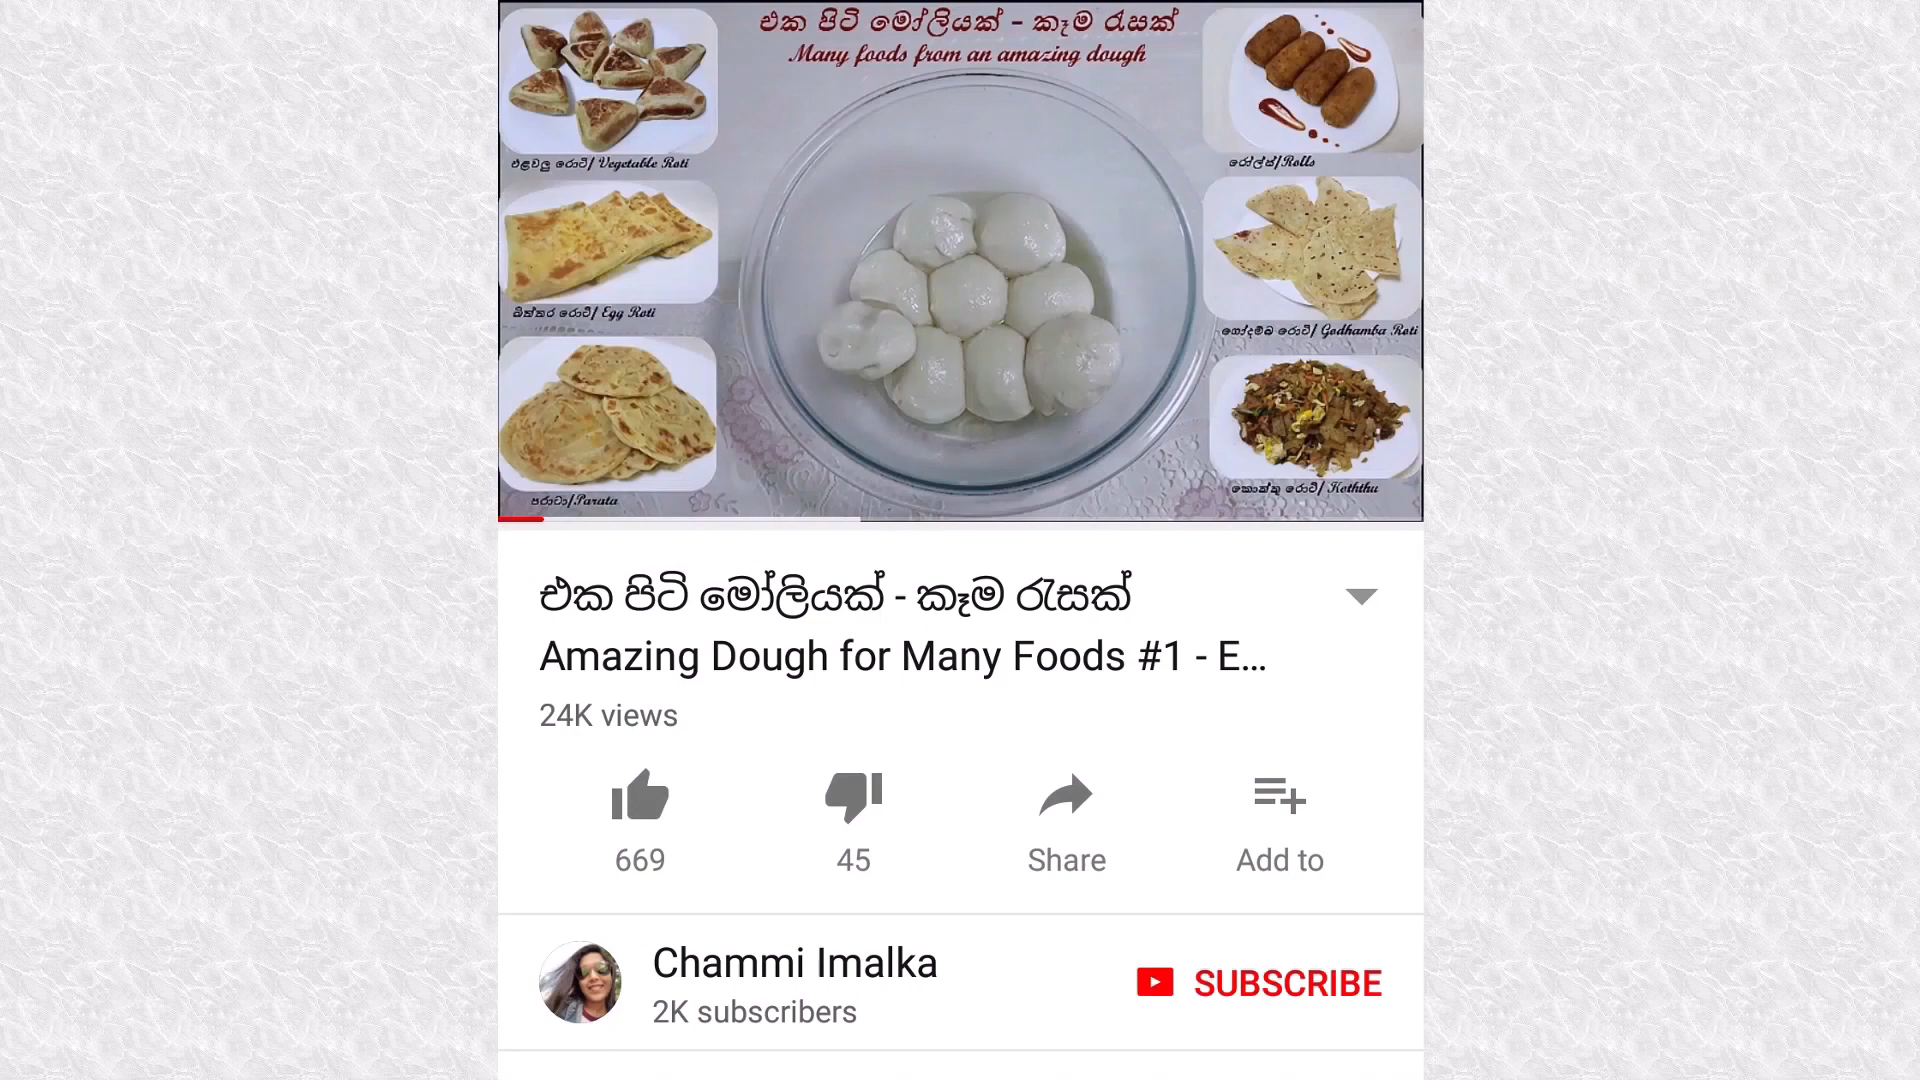 එක පිටි මෝලියක් - කෑම රැසක්
Many foods from an amazing dough
එළවලු රොටි/ Vegetable Roti
රෝල්ස්/Rolls
බිත්තර රොටි/ Egg Roti
ගෝදම්බ රොටි/ Godhamba Roti
පරාටා/Parata
කොත්තු රොටි/ Koththu
එක පිටි මෝලියක් - කෑම රැසක්
Amazing Dough for Many Foods #1 - E...
24K views
669
45
Share
Add to
Chammi Imalka
SUBSCRIBE
2K subscribers